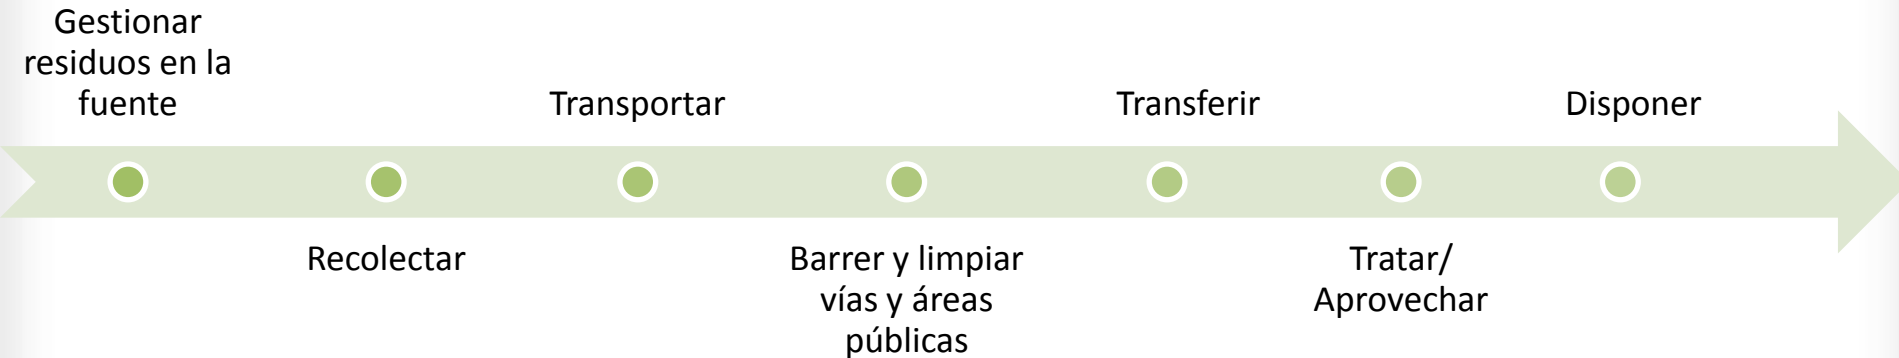 Gestionar
residuos en la
fuente
Recolectar
Transportar
Barrer y limpiar
vías y áreas
públicas
Transferir
Tratar/
Aprovechar
Disponer